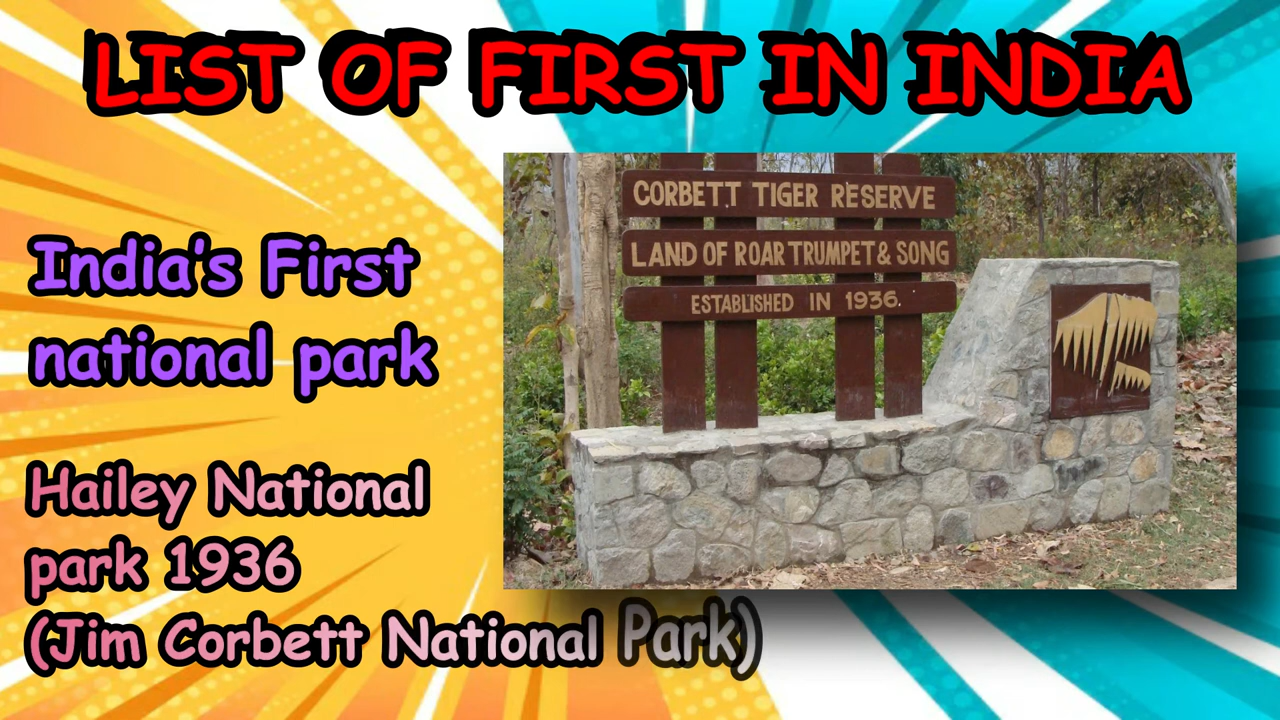 LIST OF FIRST IN INDIA
India's First
national park
Hailey National
park 1936
(Jim Corbett National Park)
CORBETT TIGER RESERVE
LAND OF ROAR TRUMPET & SONG
ESTABLISHED IN 1936.